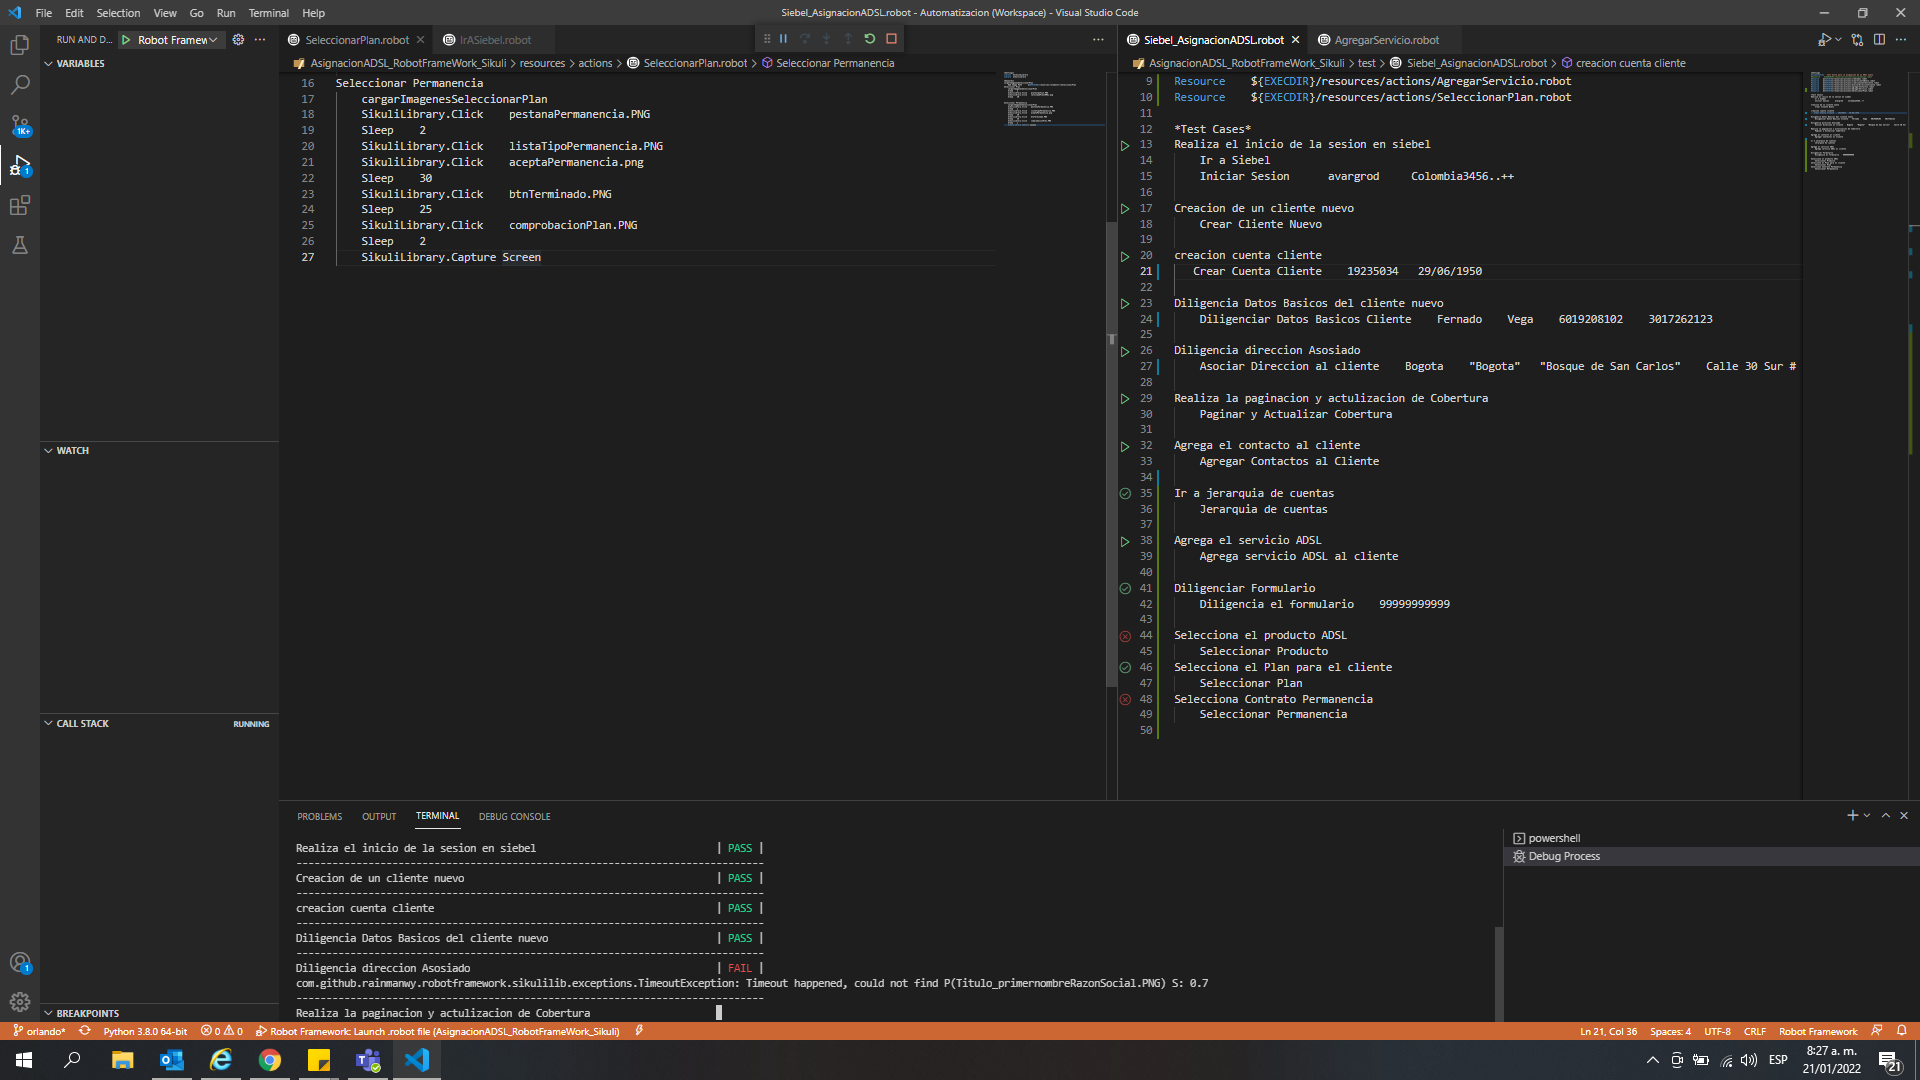 File Edit Selection View Go Run Terminal Help
Siebel_AsignacionADSL.robot - Automatizacion (Workspace) - Visual Studio Code
RUN AND D... Robot Framew
SeleccionarPlan.robot
IrASiebel.robot
Siebel_AsignacionADSL.robot
AgregarServicio.robot
VARIABLES
AsignacionADSL_RobotFrameWork_Sikuli > resources > actions > SeleccionarPlan.robot > Seleccionar Permanencia
16 Seleccionar Permanencia
17 cargarImagenesSeleccionarPlan
18 SikuliLibrary.Click pestanaPermanencia.PNG
19 Sleep 2
20 SikuliLibrary.Click listaTipoPermanencia.PNG
21 SikuliLibrary.Click aceptaPermanencia.png
22 Sleep 30
23 SikuliLibrary.Click btnTerminado.PNG
24 Sleep 25
25 SikuliLibrary.Click comprobacionPlan.PNG
26 Sleep 2
27 SikuliLibrary.Capture Screen
AsignacionADSL_RobotFrameWork_Sikuli > test > Siebel_AsignacionADSL.robot > creacion cuenta cliente
9 Resource ${EXECDIR}/resources/actions/AgregarServicio.robot
10 Resource ${EXECDIR}/resources/actions/SeleccionarPlan.robot
11
12 *Test Cases*
13 Realiza el inicio de la sesion en siebel
14 Ir a Siebel
15 Iniciar Sesion avargrod Colombia3456..++
16
17 Creacion de un cliente nuevo
18 Crear Cliente Nuevo
19
20 creacion cuenta cliente
21 Crear Cuenta Cliente 19235034 29/06/1950
22
23 Diligencia Datos Basicos del cliente nuevo
24 Diligenciar Datos Basicos Cliente Fernado Vega 6019208102 3017262123
25
26 Diligencia direccion Asosiado
27 Asociar Direccion al cliente Bogota "Bogota" "Bosque de San Carlos" Calle 30 Sur #
28
29 Realiza la paginacion y actulizacion de Cobertura
30 Paginar y Actualizar Cobertura
31
32 Agrega el contacto al cliente
33 Agregar Contactos al Cliente
34
35 Ir a jerarquia de cuentas
36 Jerarquia de cuentas
37
38 Agrega el servicio ADSL
39 Agrega servicio ADSL al cliente
40
41 Diligenciar Formulario
42 Diligencia el formulario 99999999999
43
44 Selecciona el producto ADSL
45 Seleccionar Producto
46 Selecciona el Plan para el cliente
47 Seleccionar Plan
48 Selecciona Contrato Permanencia
49 Seleccionar Permanencia
50
1K+
1
WATCH
CALL STACK RUNNING
BREAKPOINTS
1
PROBLEMS OUTPUT TERMINAL DEBUG CONSOLE
Realiza el inicio de la sesion en siebel | PASS |
------------------------------------------------------------------------------
Creacion de un cliente nuevo | PASS |
------------------------------------------------------------------------------
creacion cuenta cliente | PASS |
------------------------------------------------------------------------------
Diligencia Datos Basicos del cliente nuevo | PASS |
------------------------------------------------------------------------------
Diligencia direccion Asosiado | FAIL |
com.github.rainmanwy.robotframework.sikulilib.exceptions.TimeoutException: Timeout happened, could not find P(Titulo_primernombreRazonSocial.PNG) S: 0.7
------------------------------------------------------------------------------
Realiza la paginacion y actulizacion de Cobertura
powershell
Debug Process
orlando* Python 3.8.0 64-bit 0 0 Robot Framework: Launch .robot file (AsignacionADSL_RobotFrameWork_Sikuli)
Ln 21, Col 36 Spaces: 4 UTF-8 CRLF Robot Framework
ESP
8:27 a. m.
21/01/2022
21